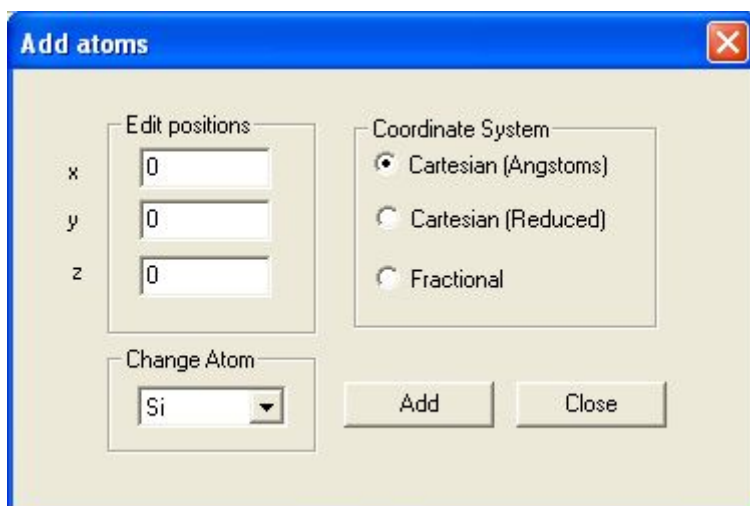 Add atoms
Edit positions
x 0
y 0
z 0
Coordinate System
Cartesian (Angstoms)
Cartesian (Reduced)
Fractional
Change Atom
Si
Add
Close